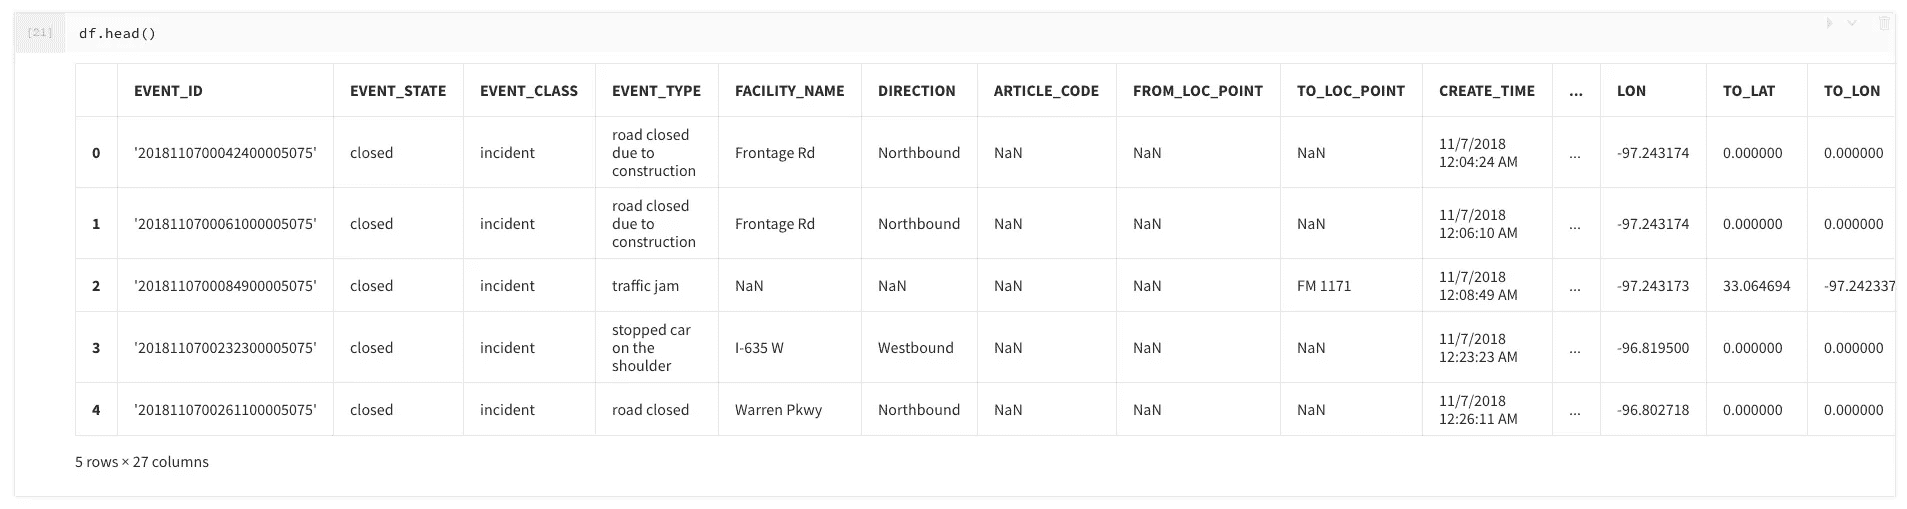 [21] df.head()
EVENT_ID EVENT_STATE EVENT_CLASS EVENT_TYPE FACILITY_NAME DIRECTION ARTICLE_CODE FROM_LOC_POINT TO_LOC_POINT CREATE_TIME ... LON TO_LAT TO_LON
0 '2018110700042400005075' closed incident road closed due to construction Frontage Rd Northbound NaN NaN NaN 11/7/2018 12:04:24 AM ... -97.243174 0.000000 0.000000
1 '2018110700061000005075' closed incident road closed due to construction Frontage Rd Northbound NaN NaN NaN 11/7/2018 12:06:10 AM ... -97.243174 0.000000 0.000000
2 '2018110700084900005075' closed incident traffic jam NaN NaN NaN NaN FM 1171 11/7/2018 12:08:49 AM ... -97.243173 33.064694 -97.242337
3 '2018110700232300005075' closed incident stopped car on the shoulder I-635 W Westbound NaN NaN NaN 11/7/2018 12:23:23 AM ... -96.819500 0.000000 0.000000
4 '2018110700261100005075' closed incident road closed Warren Pkwy Northbound NaN NaN NaN 11/7/2018 12:26:11 AM ... -96.802718 0.000000 0.000000
5 rows × 27 columns